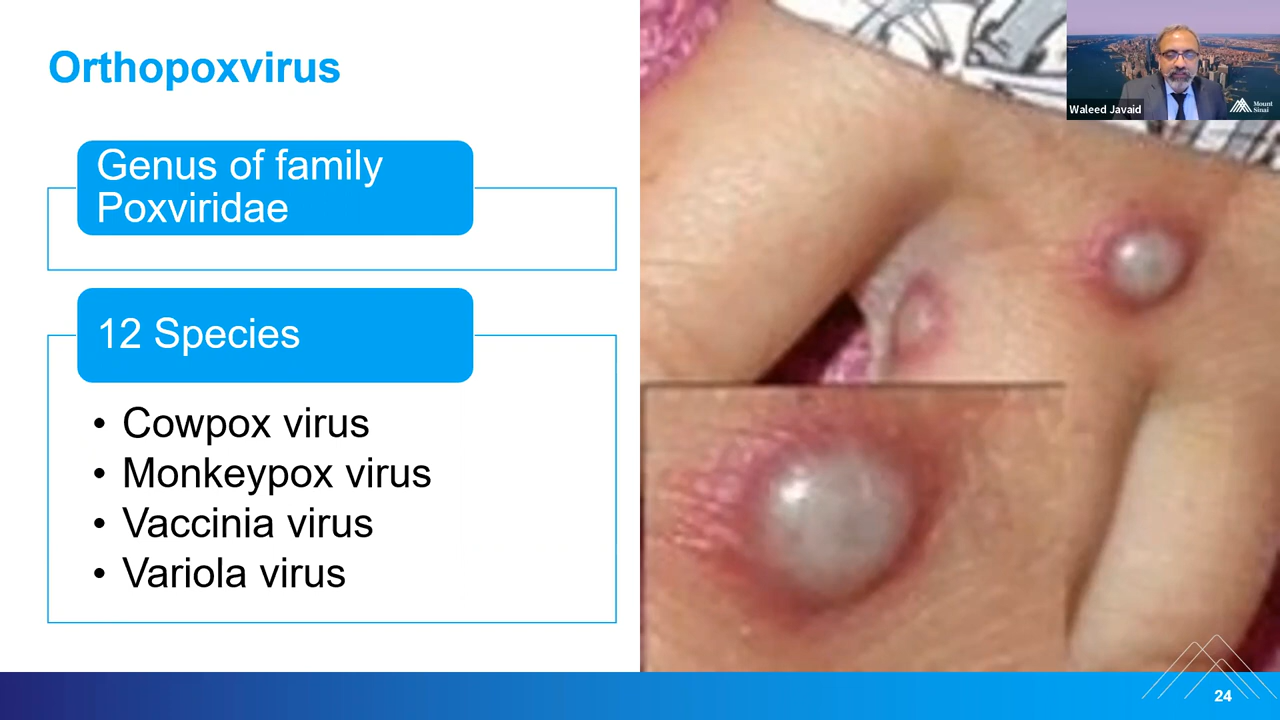 Orthopoxvirus
Genus of family
Poxviridae
12 Species
• Cowpox virus
• Monkeypox virus
• Vaccinia virus
• Variola virus
Waleed Javaid
Mount
Sinai
24